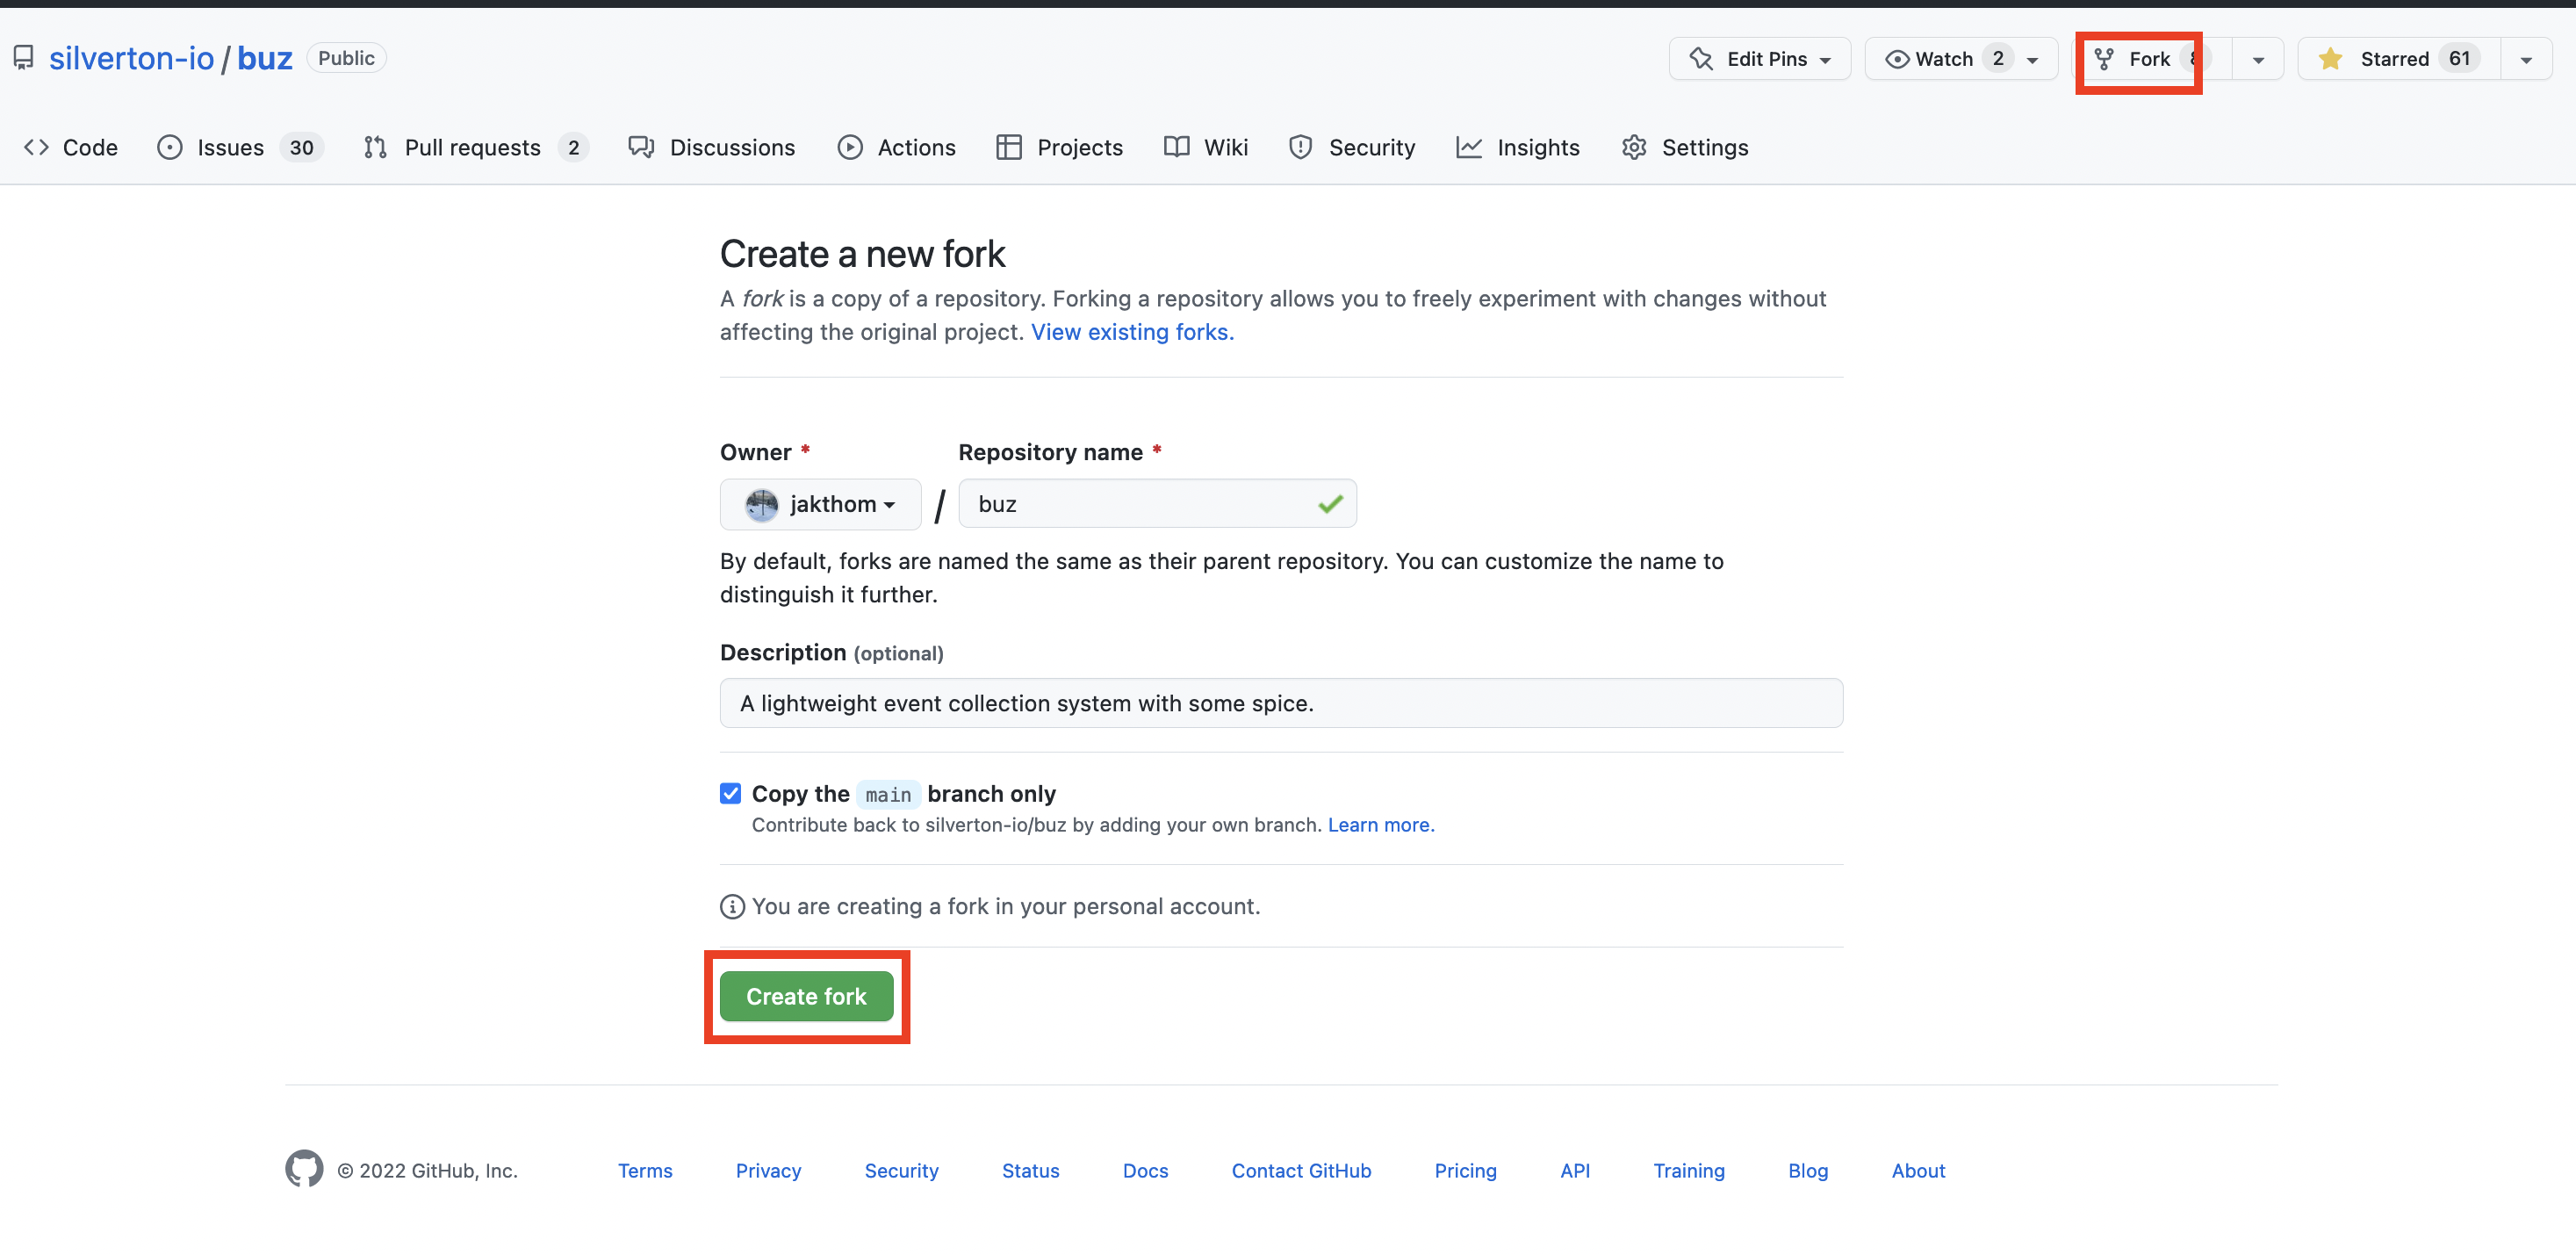 silverton-io / buz Public
Edit Pins Watch 2 Fork 8 Starred 61
Code Issues 30 Pull requests 2 Discussions Actions Projects Wiki Security Insights Settings
Create a new fork
A fork is a copy of a repository. Forking a repository allows you to freely experiment with changes without
affecting the original project. View existing forks.
Owner * Repository name *
jakthom / buz
By default, forks are named the same as their parent repository. You can customize the name to
distinguish it further.
Description (optional)
A lightweight event collection system with some spice.
Copy the main branch only
Contribute back to silverton-io/buz by adding your own branch. Learn more.
You are creating a fork in your personal account.
Create fork
© 2022 GitHub, Inc. Terms Privacy Security Status Docs Contact GitHub Pricing API Training Blog About